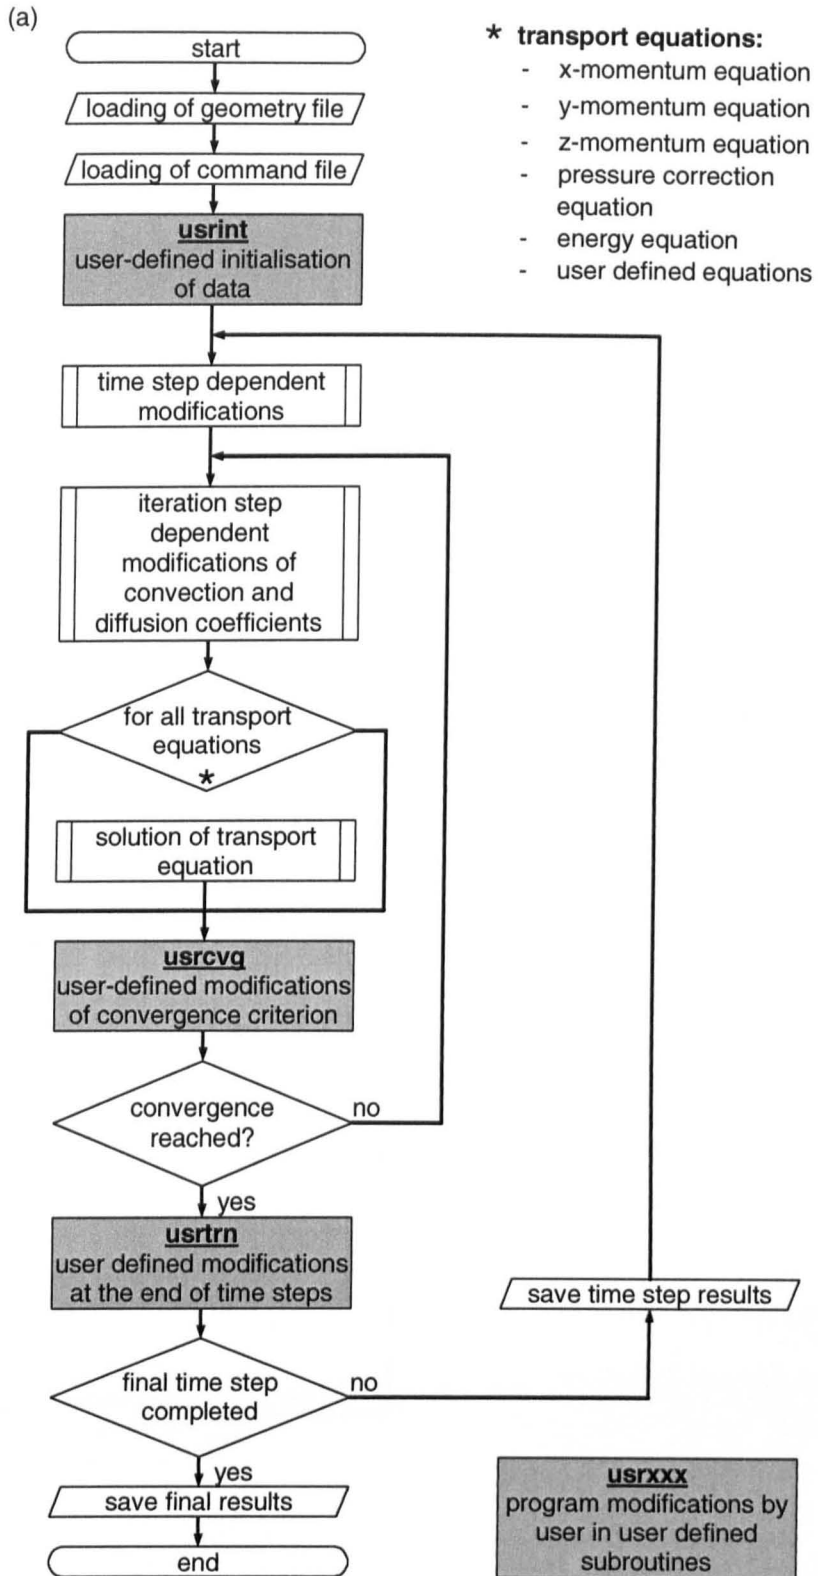 (a)
start
loading of geometry file
loading of command file
usrint
user-defined initialisation
of data
time step dependent
modifications
iteration step
dependent
modifications of
convection and
diffusion coefficients
for all transport
equations
*
solution of transport
equation
usrcvg
user-defined modifications
of convergence criterion
convergence
reached?
no
yes
usrtrn
user defined modifications
at the end of time steps
save time step results
final time step
completed
no
yes
save final results
end
* transport equations:
- x-momentum equation
- y-momentum equation
- z-momentum equation
- pressure correction
equation
- energy equation
- user defined equations
usrxxx
program modifications by
user in user defined
subroutines